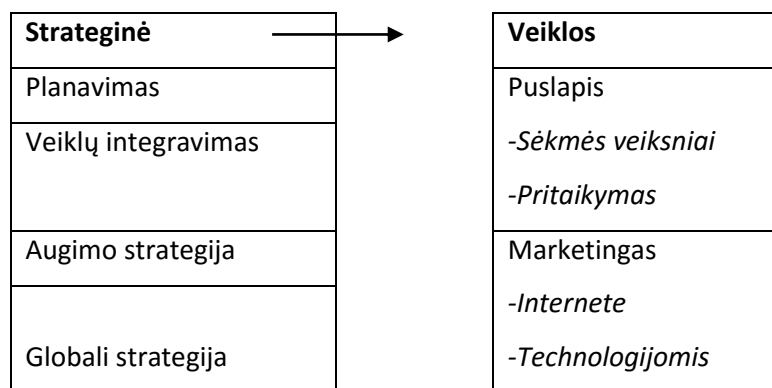 Strateginė
Planavimas
Veiklų integravimas
Augimo strategija
Globali strategija
Veiklos
Puslapis
-Sėkmės veiksniai
-Pritaikymas
Marketingas
-Internete
-Technologijomis